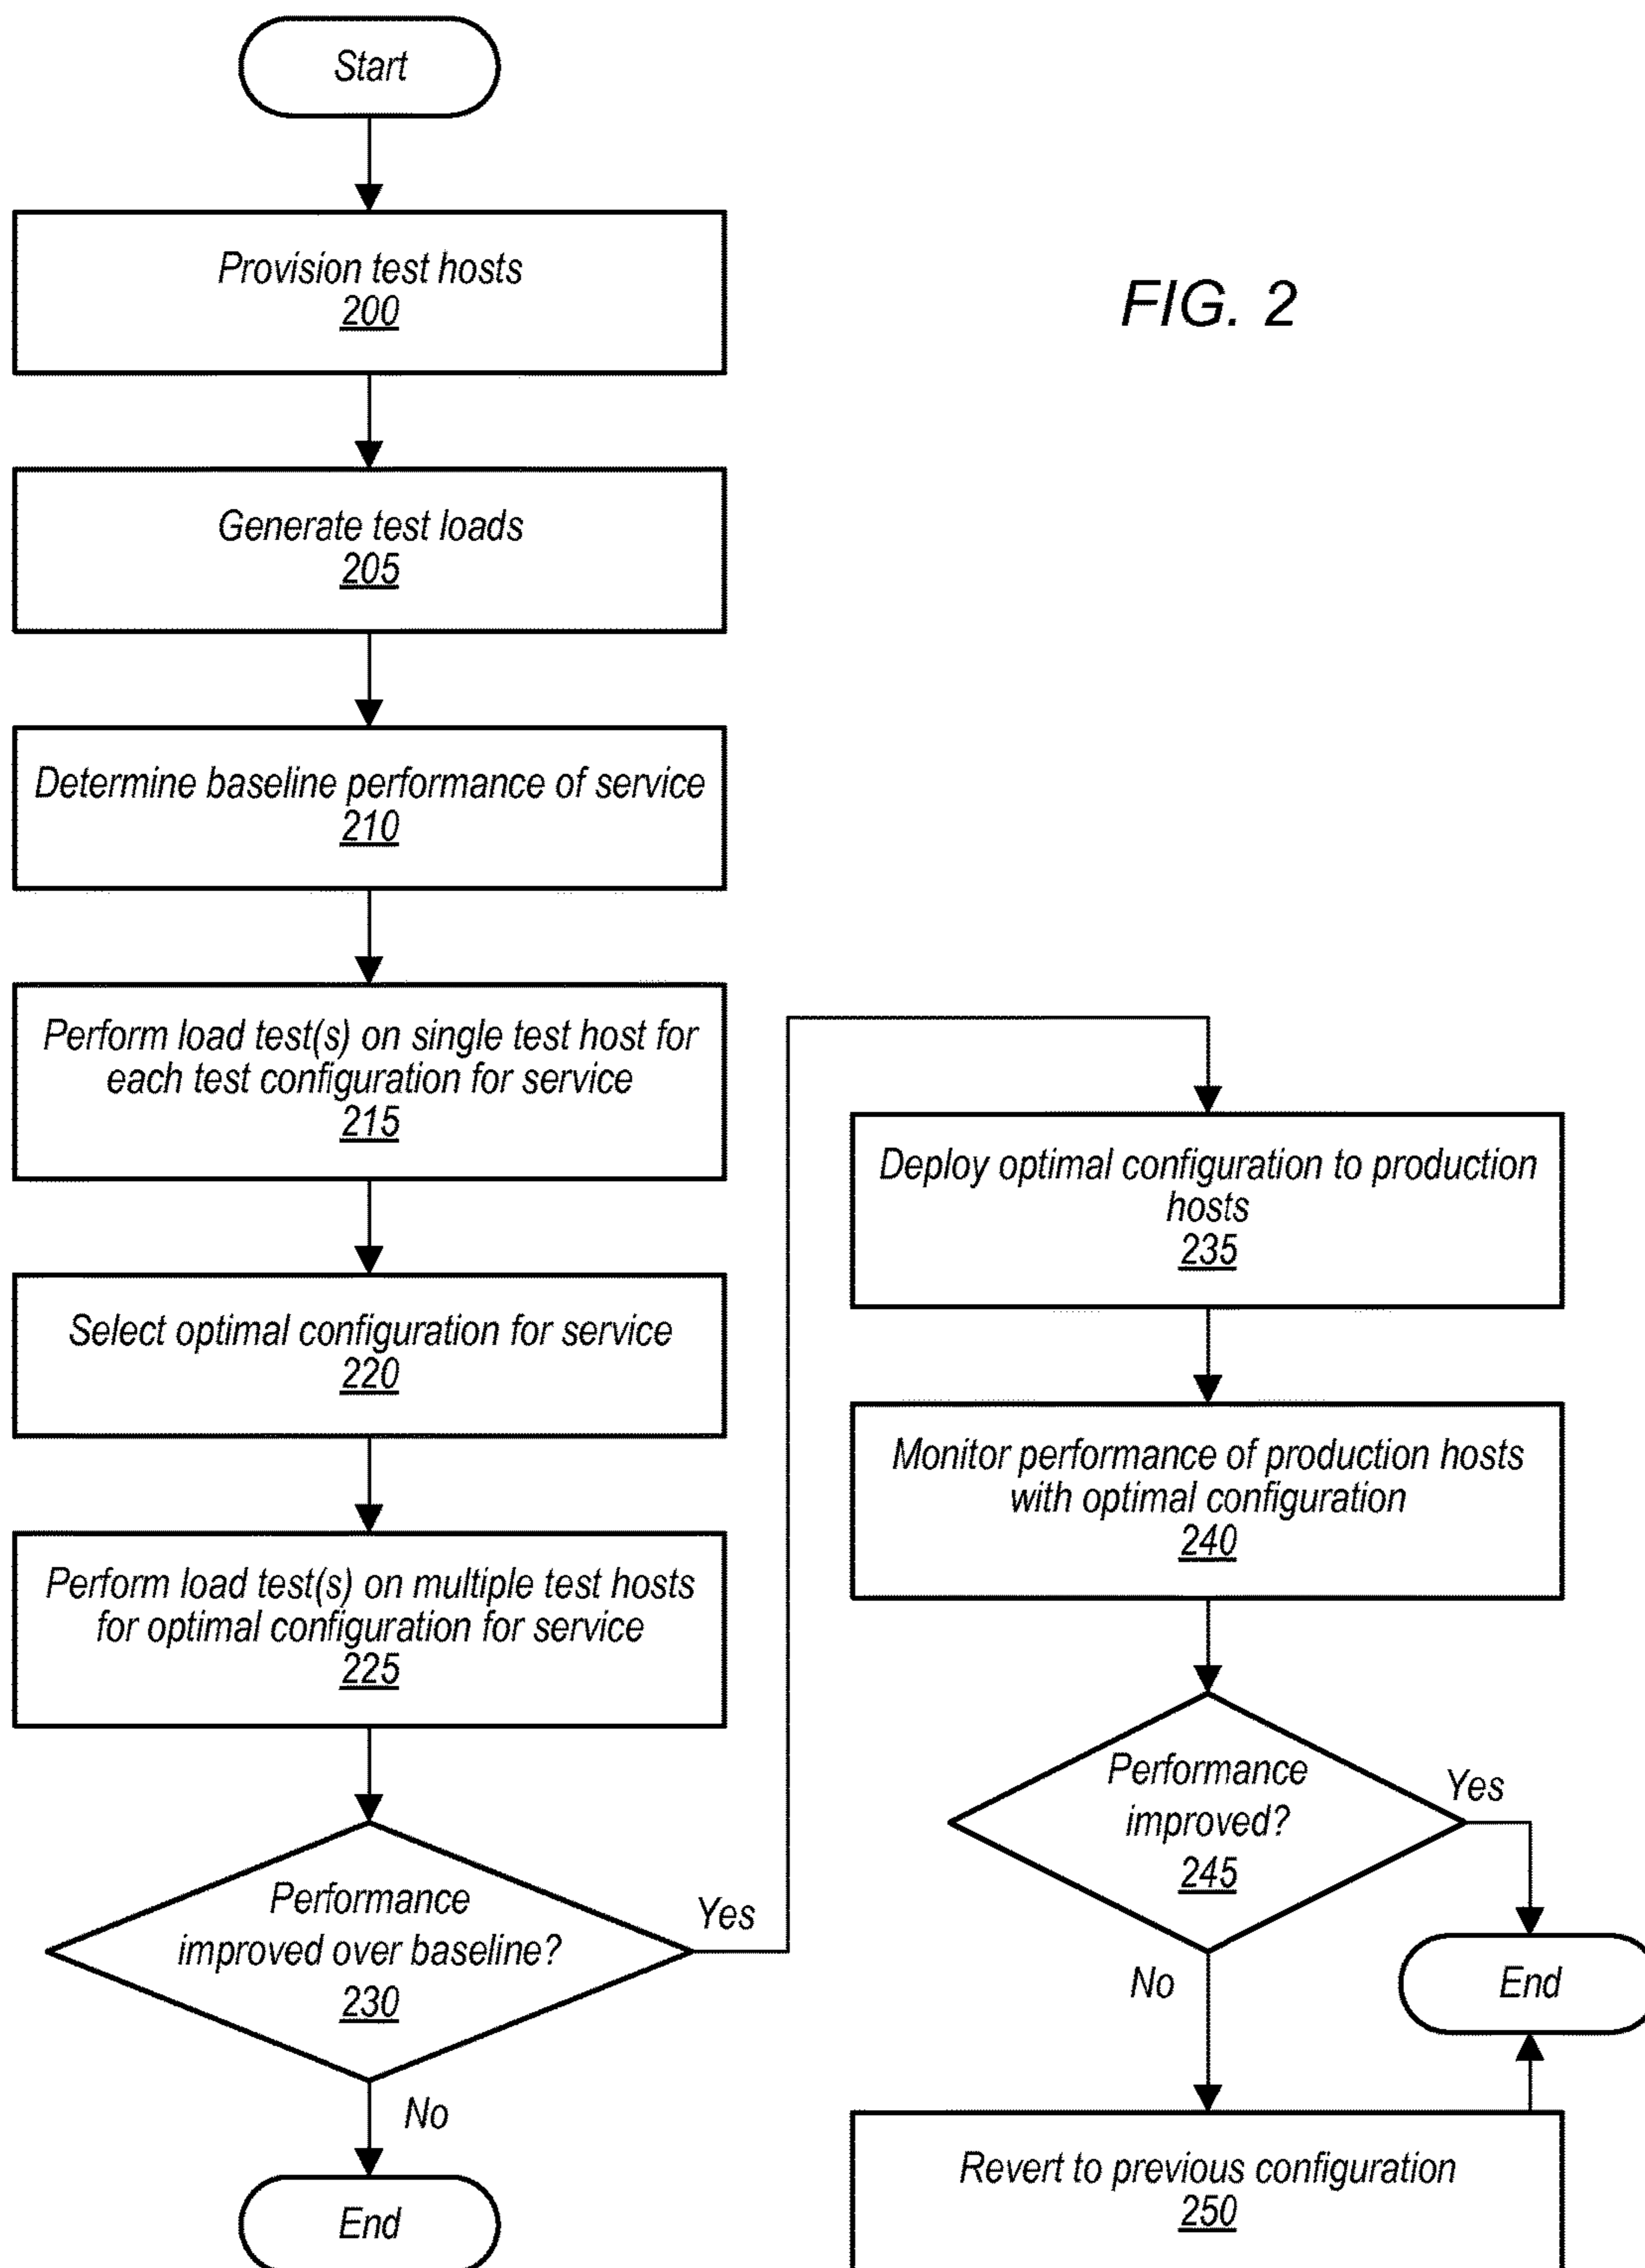 Start
Provision test hosts
200
FIG. 2
Generate test loads
205
Determine baseline performance of service
210
Perform load test(s) on single test host for
each test configuration for service
215
Select optimal configuration for service
220
Perform load test(s) on multiple test hosts
for optimal configuration for service
225
Performance
improved over baseline?
230
Yes
No
End
Deploy optimal configuration to production
hosts
235
Monitor performance of production hosts
with optimal configuration
240
Performance
improved?
245
Yes
No
End
Revert to previous configuration
250